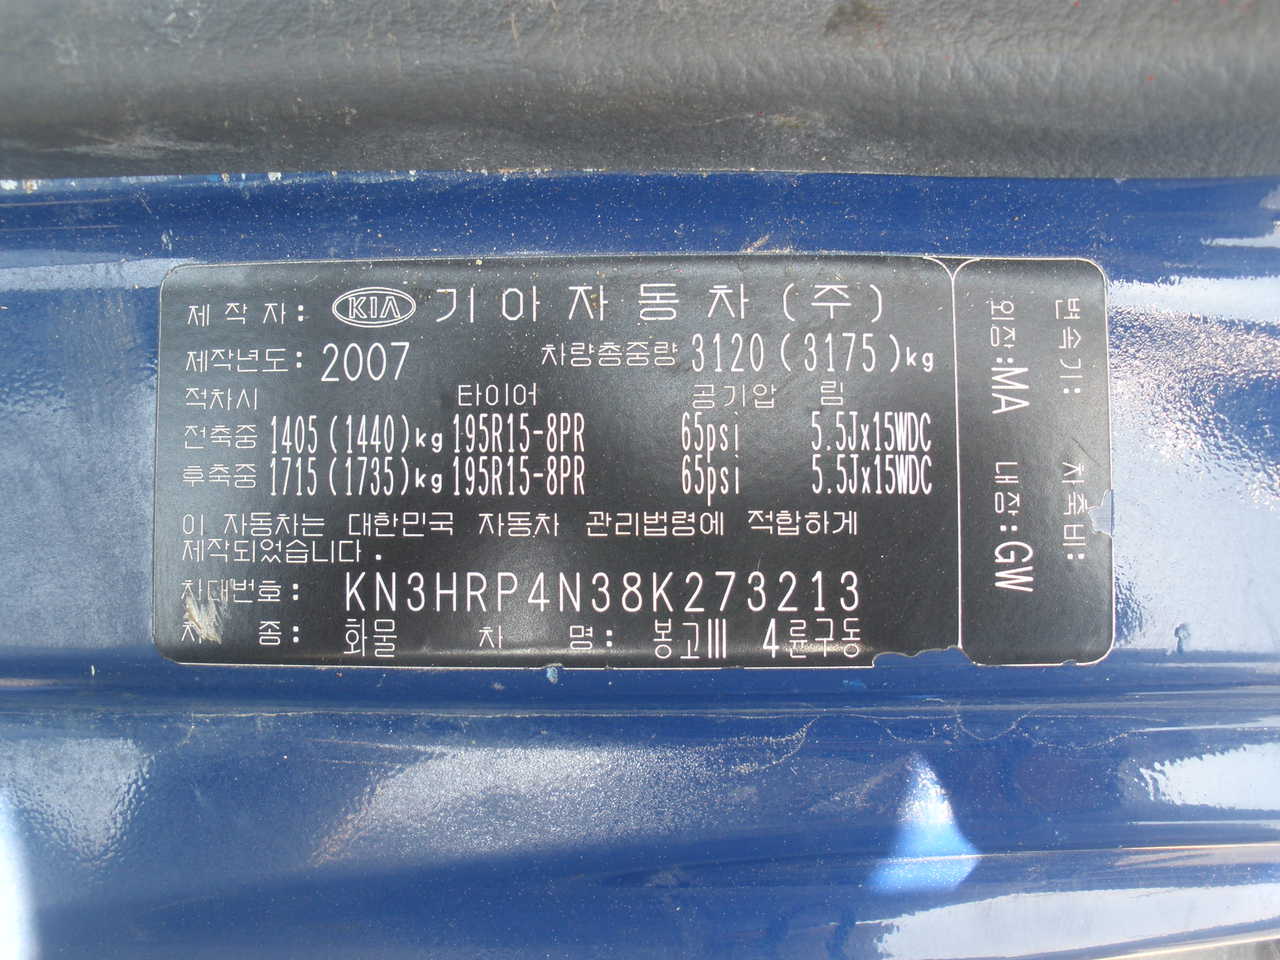 제 작 자: KIA 기아자동차(주)
제작년도: 2007 차량총중량 3120(3175)kg
적차시 타이어 공기압 림
전축중 1405(1440)kg 195R15-8PR 65psi 5.5Jx15WDC
후축중 1715(1735)kg 195R15-8PR 65psi 5.5Jx15WDC
이 자동차는 대한민국 자동차 관리법령에 적합하게
제작되었습니다.
차대번호: KN3HRP4N38K273213
차 종: 화물 차 명: 봉고Ⅲ 4륜구동
변속기: 차축비:
외장:MA 내장:GW